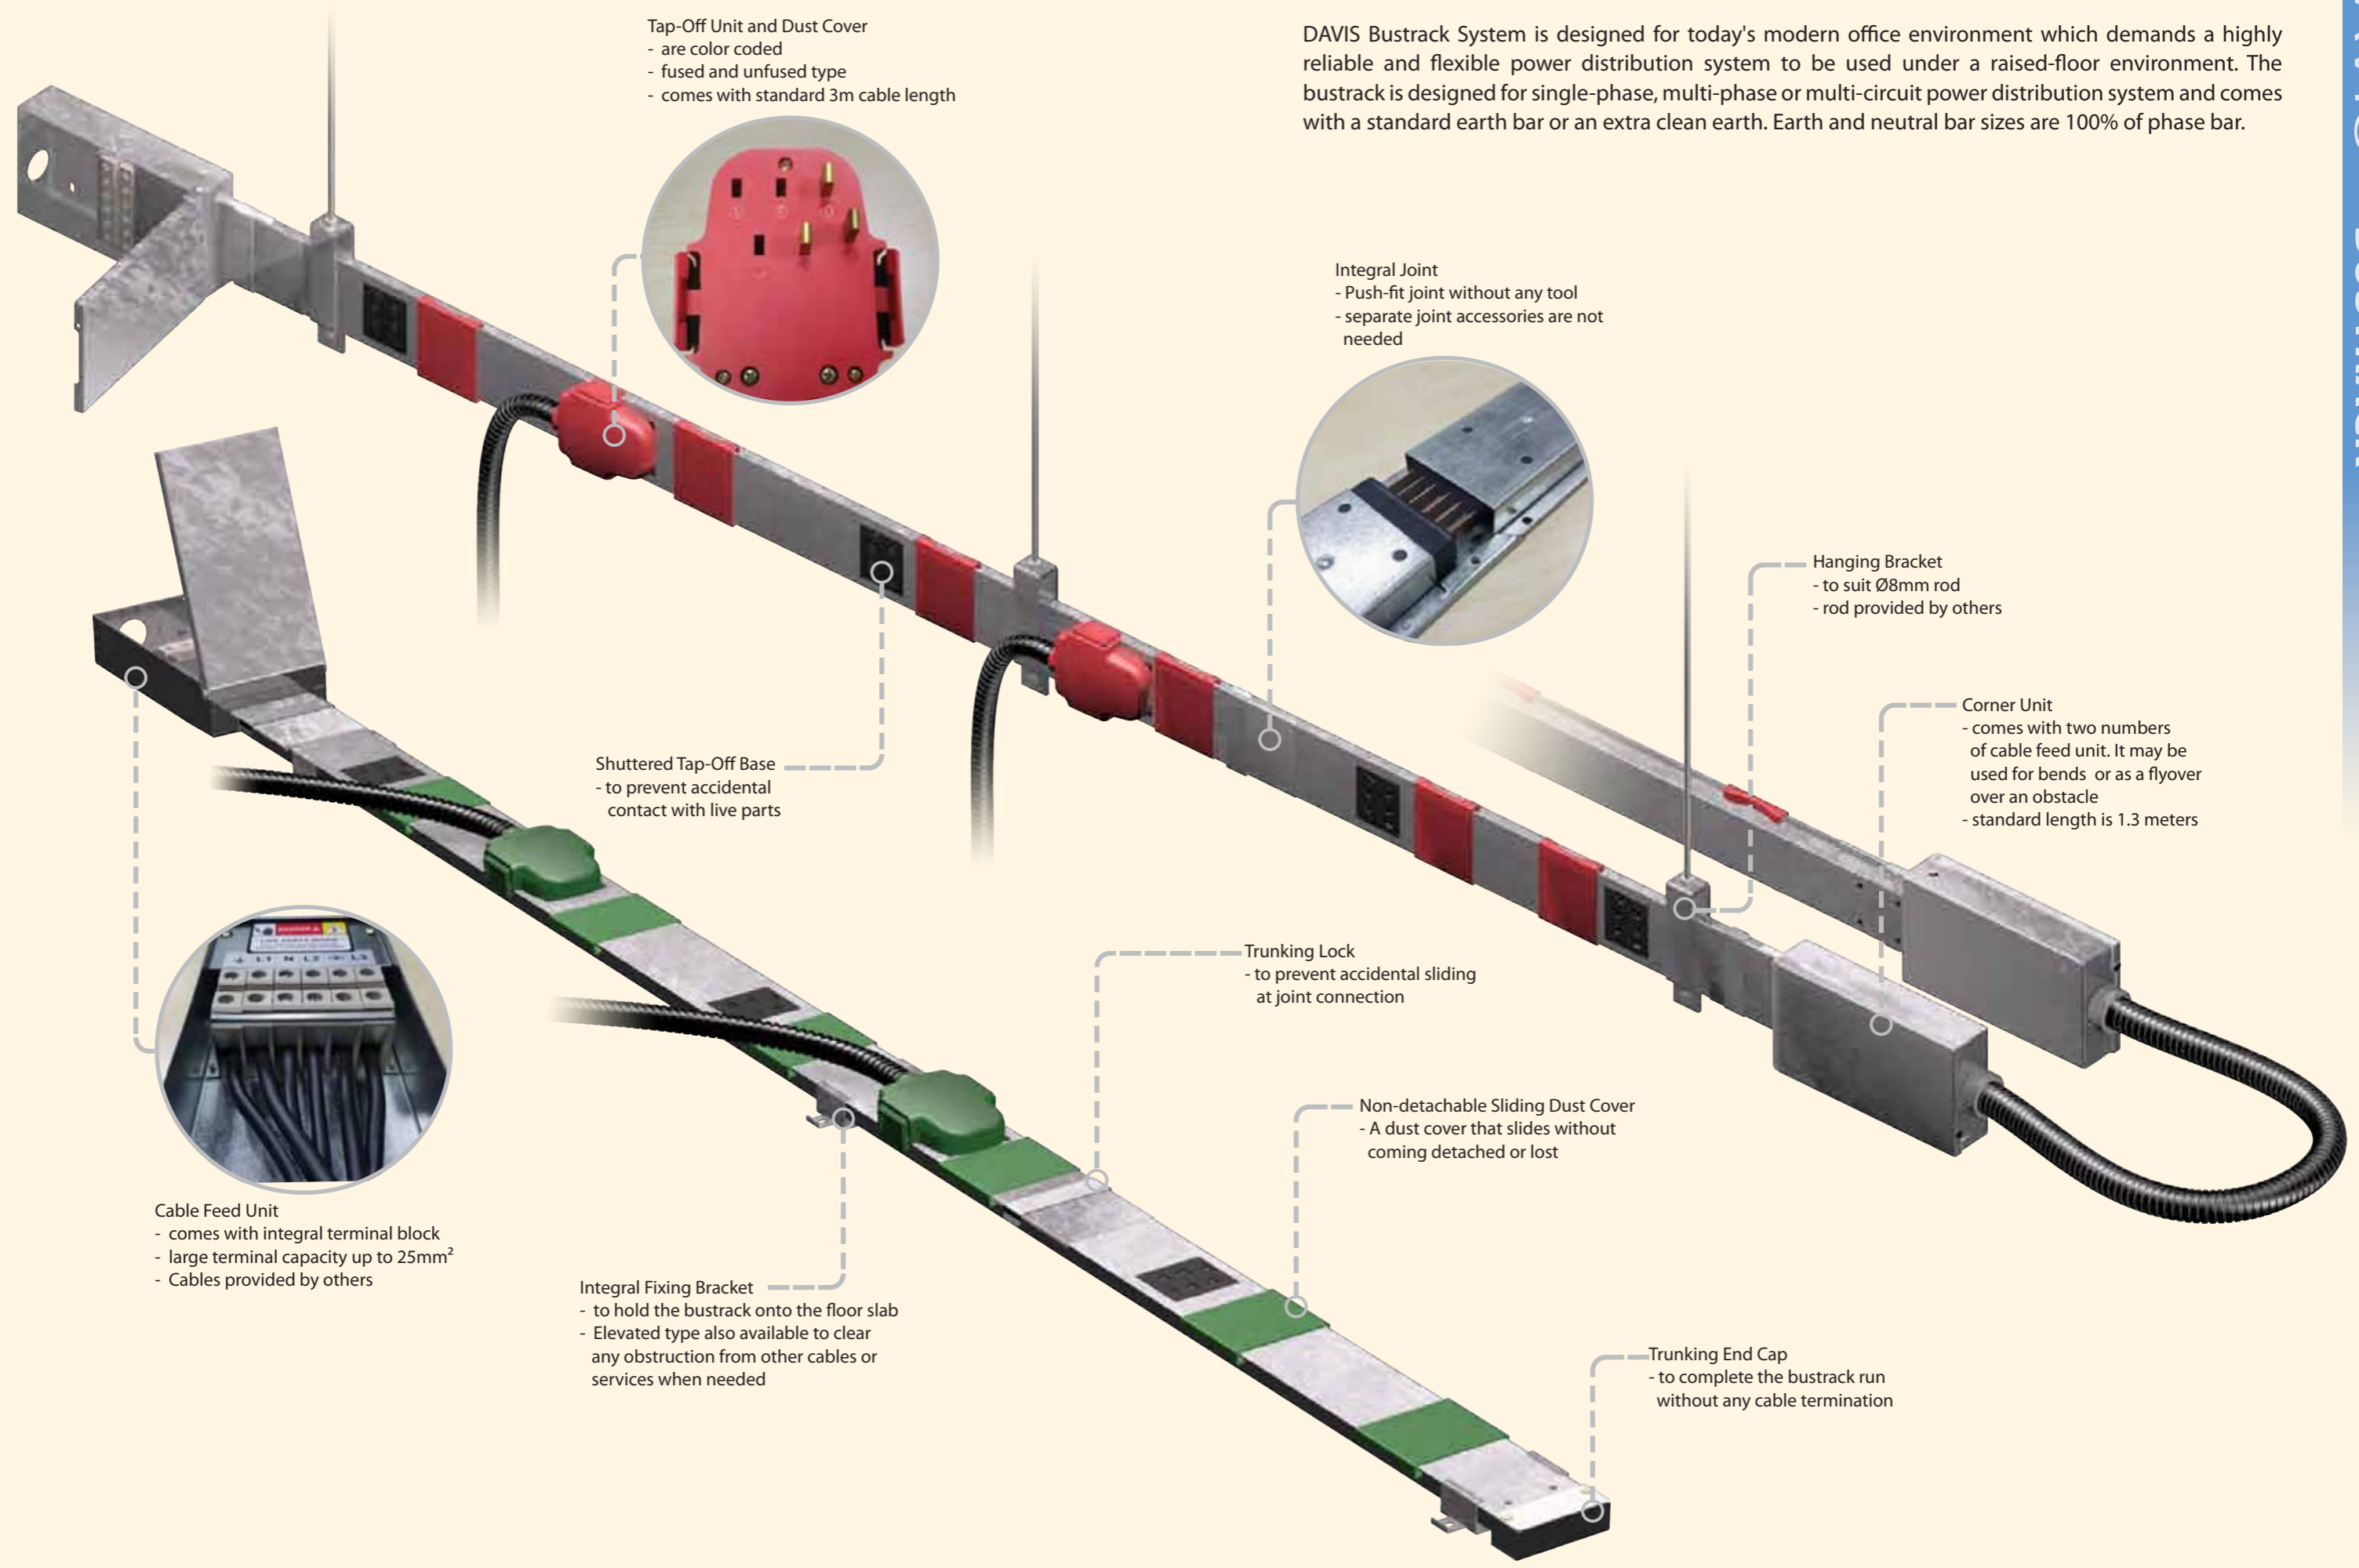 Tap-Off Unit and Dust Cover
- are color coded
- fused and unfused type
- comes with standard 3m cable length
DAVIS Bustrack System is designed for today's modern office environment which demands a highly
reliable and flexible power distribution system to be used under a raised-floor environment. The
bustrack is designed for single-phase, multi-phase or multi-circuit power distribution system and comes
with a standard earth bar or an extra clean earth. Earth and neutral bar sizes are 100% of phase bar.
Integral Joint
- Push-fit joint without any tool
- separate joint accessories are not
needed
Hanging Bracket
- to suit Ø8mm rod
- rod provided by others
Corner Unit
- comes with two numbers
of cable feed unit. It may be
used for bends or as a flyover
over an obstacle
- standard length is 1.3 meters
Shuttered Tap-Off Base
- to prevent accidental
contact with live parts
Trunking Lock
- to prevent accidental sliding
at joint connection
Non-detachable Sliding Dust Cover
- A dust cover that slides without
coming detached or lost
DANGER
L1 N L2 L3
Cable Feed Unit
- comes with integral terminal block
- large terminal capacity up to 25mm²
- Cables provided by others
Integral Fixing Bracket
- to hold the bustrack onto the floor slab
- Elevated type also available to clear
any obstruction from other cables or
services when needed
Trunking End Cap
- to complete the bustrack run
without any cable termination